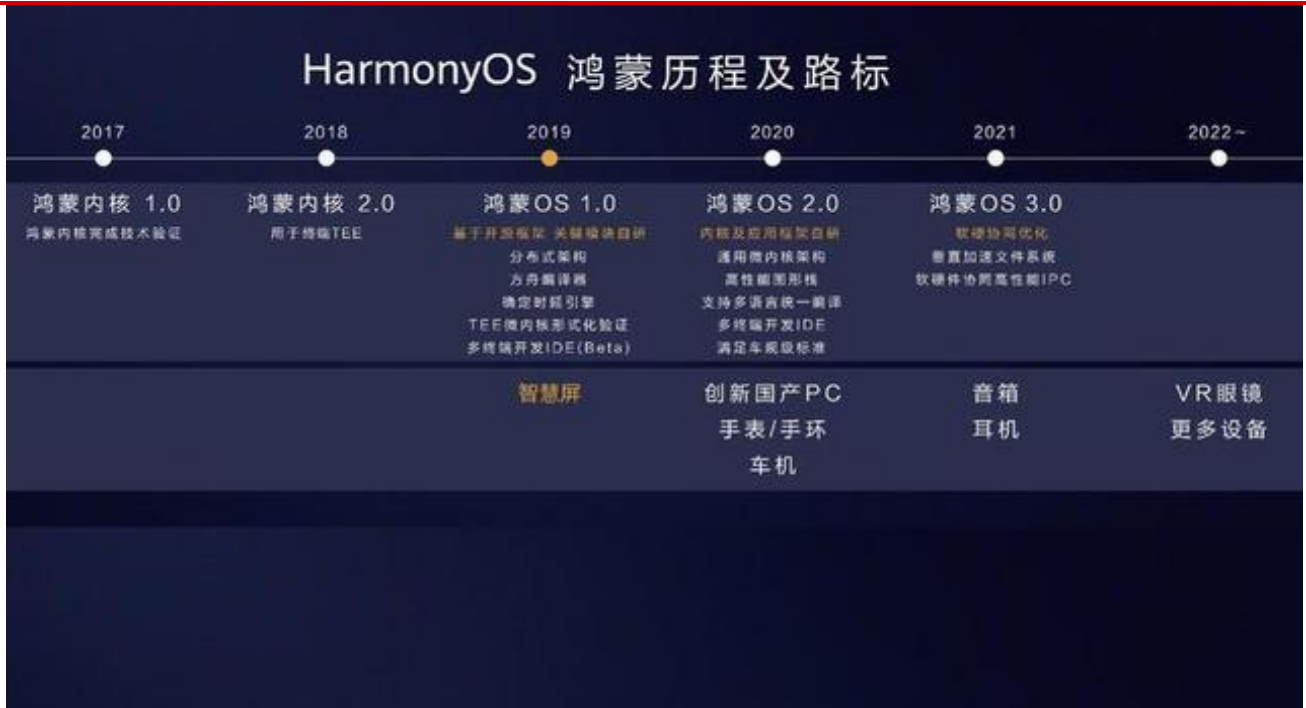 HarmonyOS 鸿蒙历程及路标
2017
2018
2019
2020
2021
2022~
鸿蒙内核 1.0
鸿蒙内核完成技术验证
鸿蒙内核 2.0
用于终端TEE
鸿蒙OS 1.0
基于开源框架 关键模块自研
分布式架构
方舟编译器
确定时延引擎
TEE微内核形式化验证
多终端开发IDE(Beta)
鸿蒙OS 2.0
内核及应用框架自研
通用微内核架构
高性能图形栈
支持多语言统一编译
多终端开发IDE
满足车规级标准
鸿蒙OS 3.0
软硬协同优化
垂直加速文件系统
软硬件协同高性能IPC
智慧屏
创新国产PC
手表/手环
车机
音箱
耳机
VR眼镜
更多设备